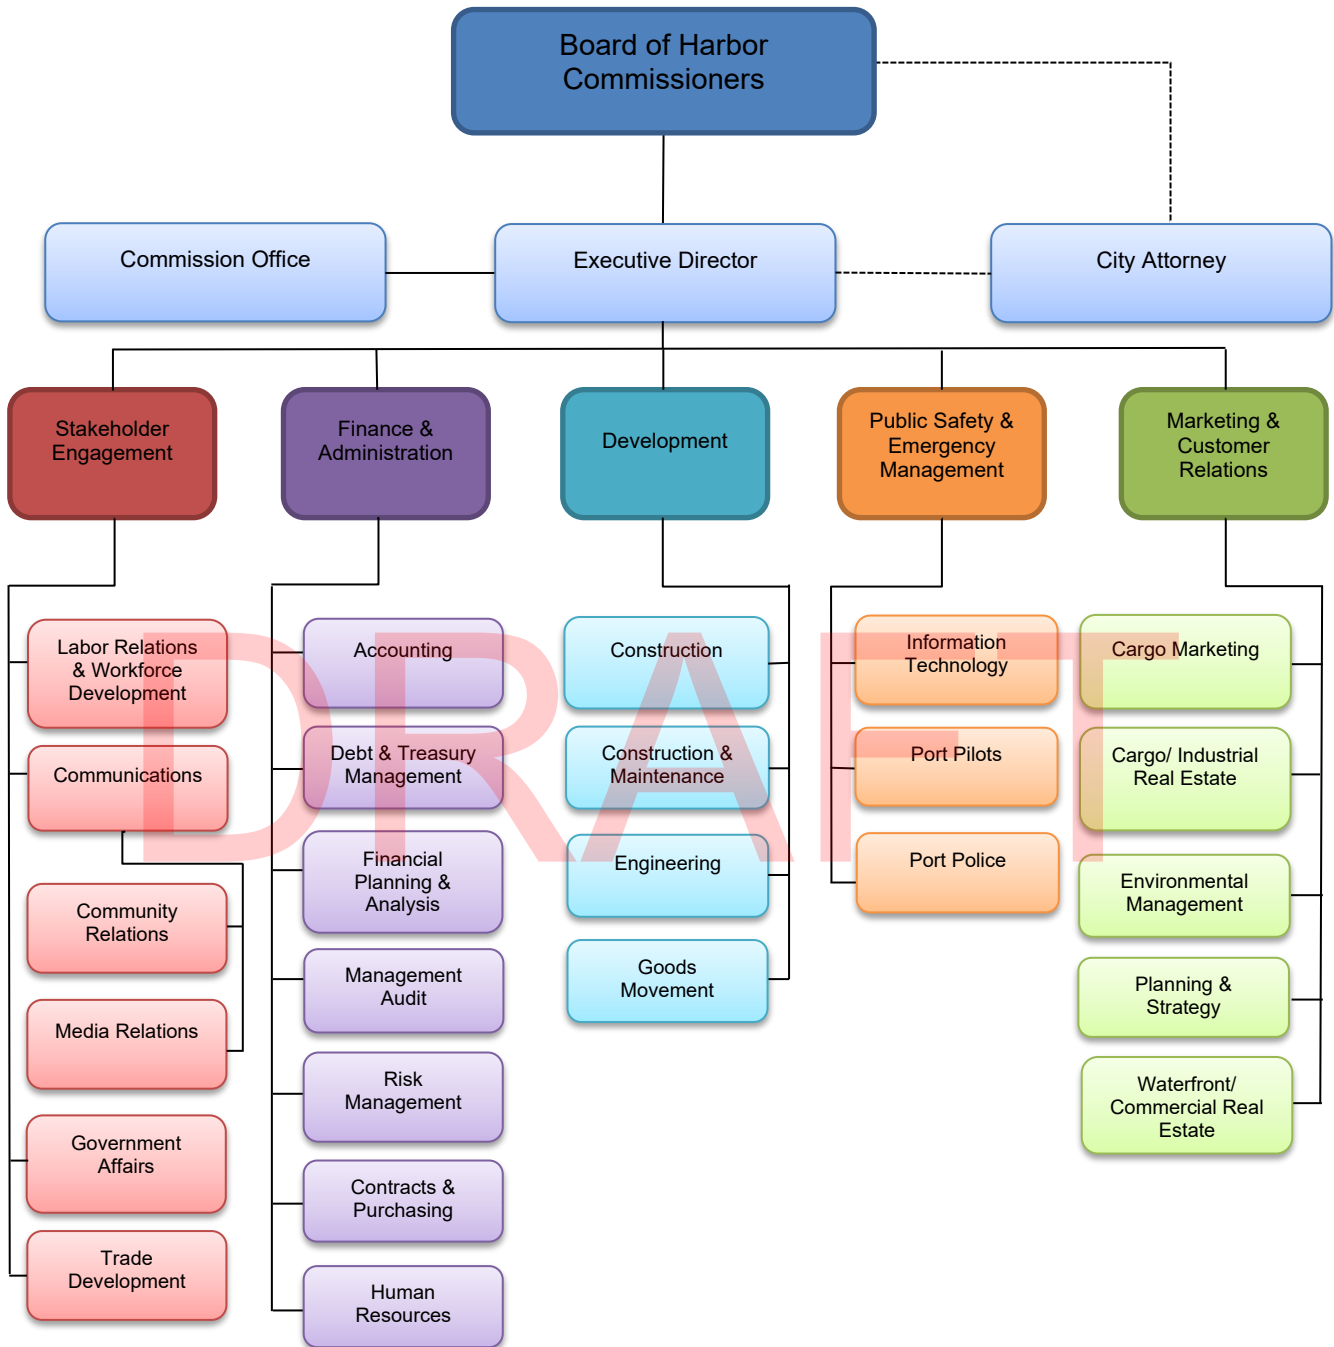 Board of Harbor
Commissioners
Commission Office
Executive Director
City Attorney
Stakeholder
Engagement
Finance &
Administration
Development
Public Safety &
Emergency
Management
Marketing &
Customer
Relations
Labor Relations
& Workforce
Development
Communications
Community
Relations
Media Relations
Government
Affairs
Trade
Development
Accounting
Debt & Treasury
Management
Financial
Planning &
Analysis
Management
Audit
Risk
Management
Contracts &
Purchasing
Human
Resources
Construction
Construction &
Maintenance
Engineering
Goods
Movement
Information
Technology
Port Pilots
Port Police
Cargo Marketing
Cargo/ Industrial
Real Estate
Environmental
Management
Planning &
Strategy
Waterfront/
Commercial Real
Estate
DRAFT